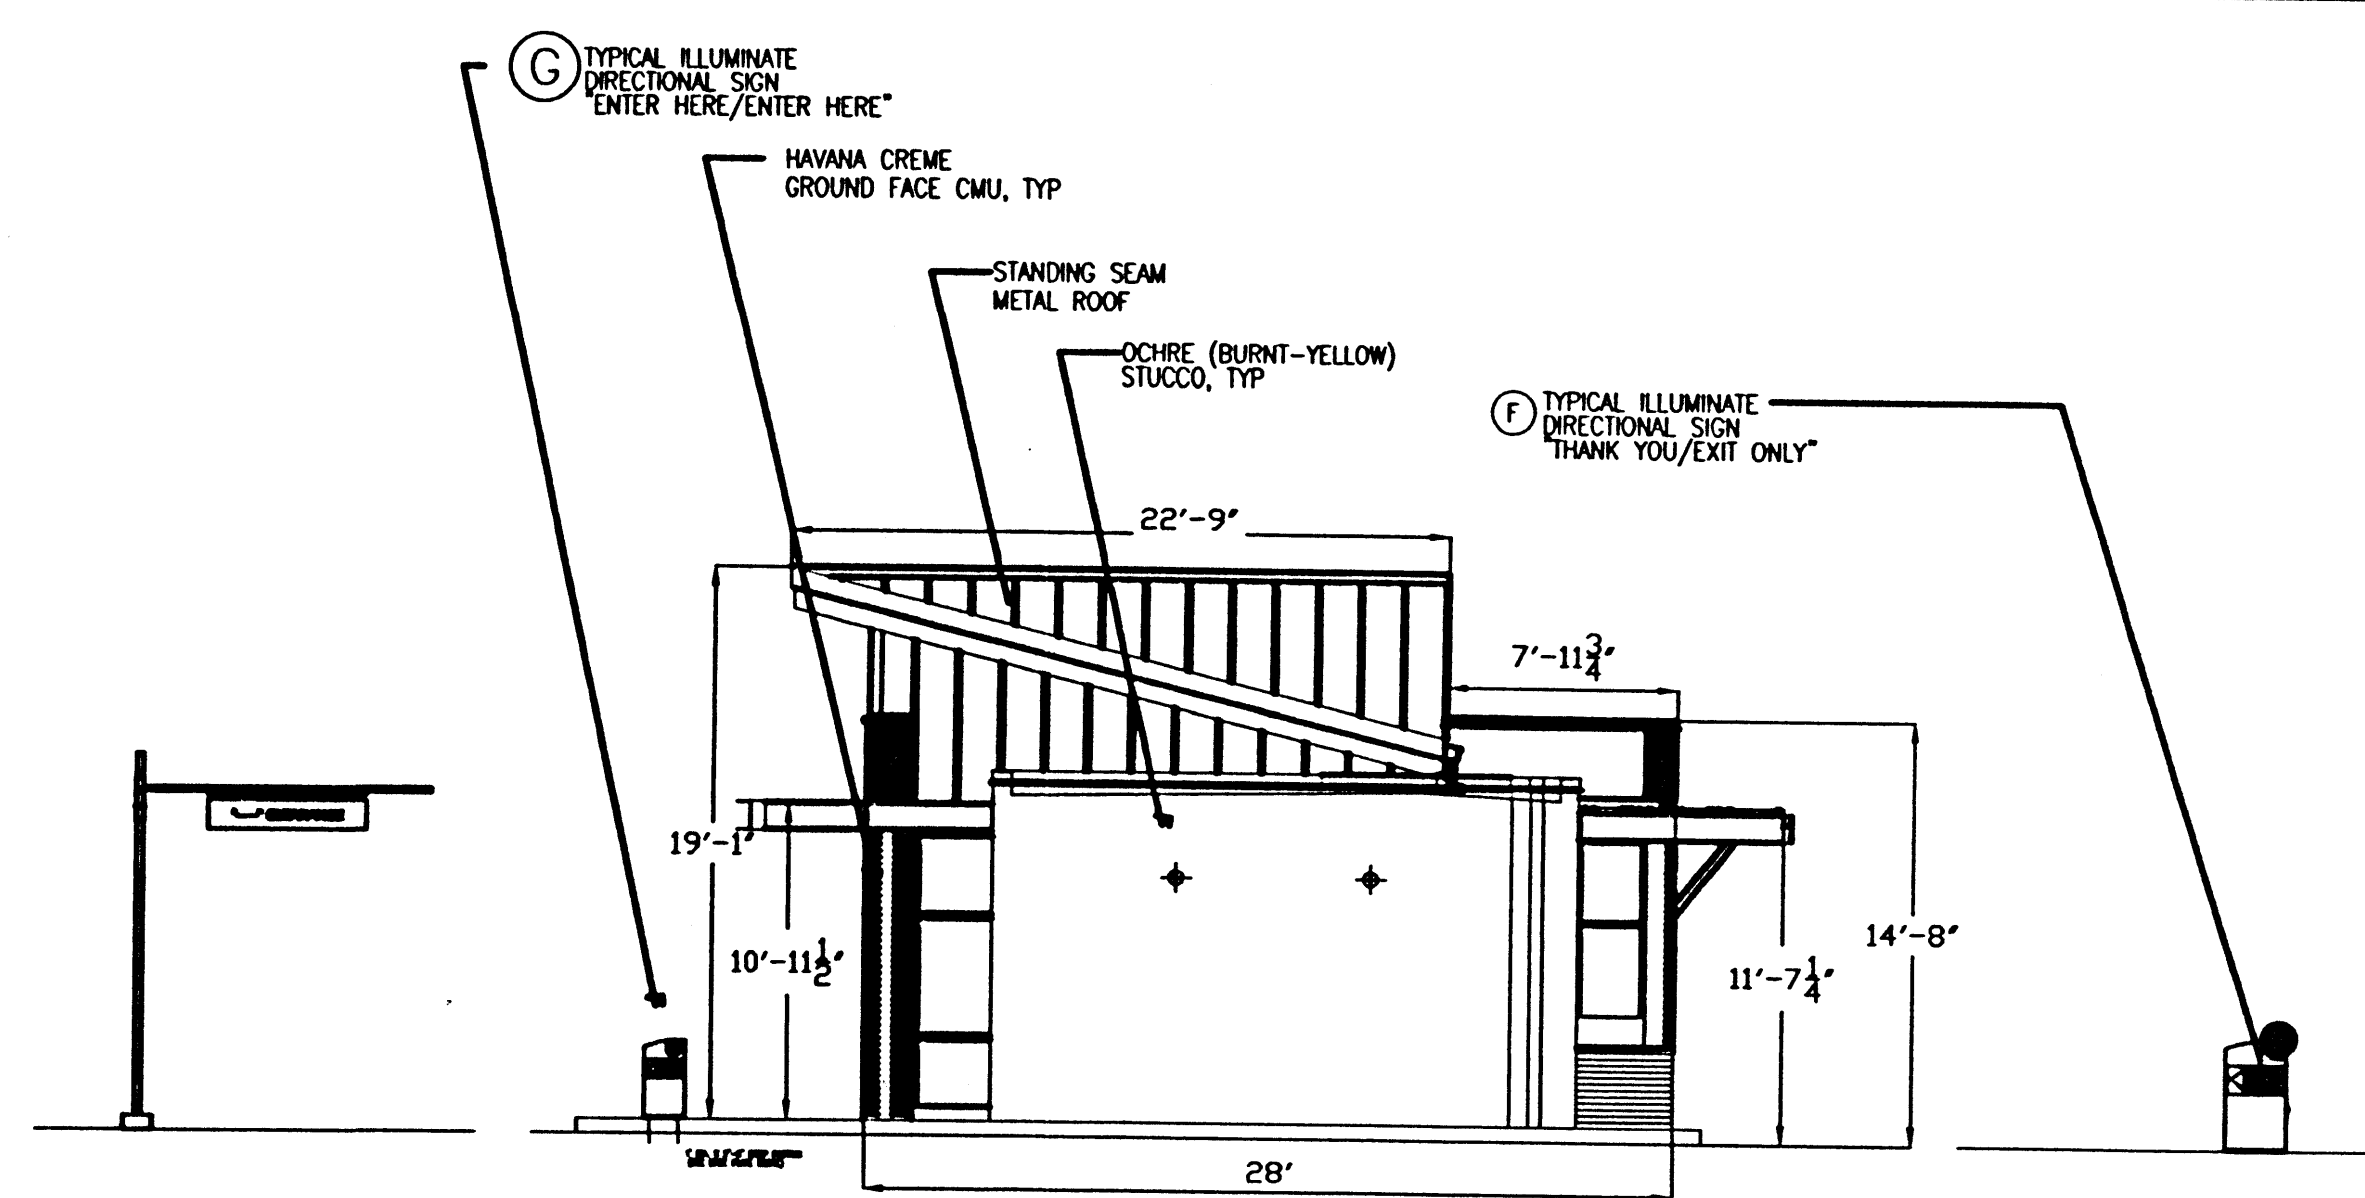 G
TYPICAL ILLUMINATE
DIRECTIONAL SIGN
"ENTER HERE/ENTER HERE"
HAVANA CREME
GROUND FACE CMU, TYP
STANDING SEAM
METAL ROOF
OCHRE (BURNT-YELLOW)
STUCCO, TYP
F
TYPICAL ILLUMINATE
DIRECTIONAL SIGN
"THANK YOU/EXIT ONLY"
22'-9"
7'-11 3/4"
19'-1"
10'-11 1/2"
14'-8"
11'-7 1/4"
28'